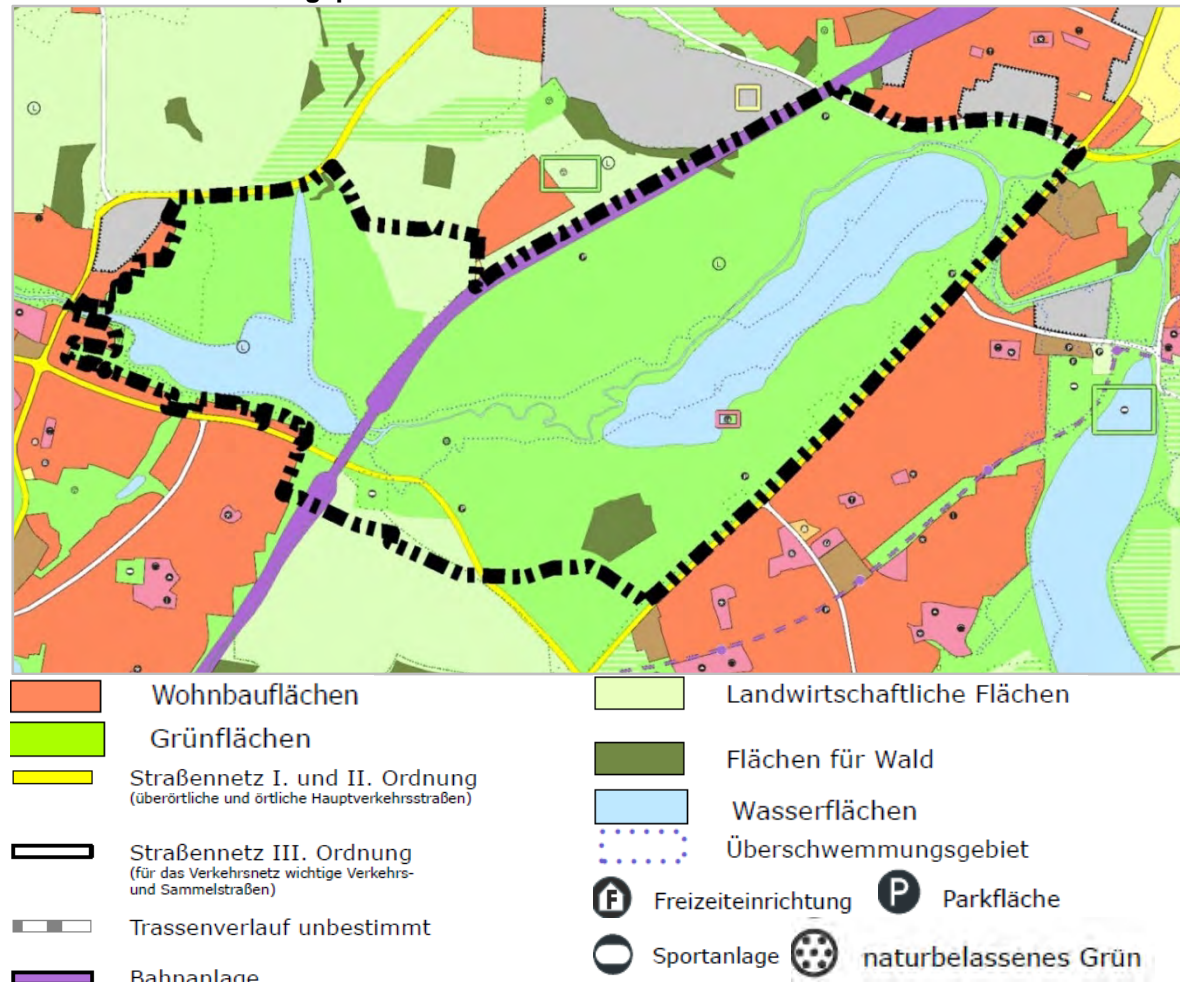 Wohnbauflächen
Grünflächen
Straßennetz I. und II. Ordnung
(überörtliche und örtliche Hauptverkehrsstraßen)
Straßennetz III. Ordnung
(für das Verkehrsnetz wichtige Verkehrs-
und Sammelstraßen)
Trassenverlauf unbestimmt
Bahnanlage
Landwirtschaftliche Flächen
Flächen für Wald
Wasserflächen
Überschwemmungsgebiet
F Freizeiteinrichtung P Parkfläche
Sportanlage naturbelassenes Grün